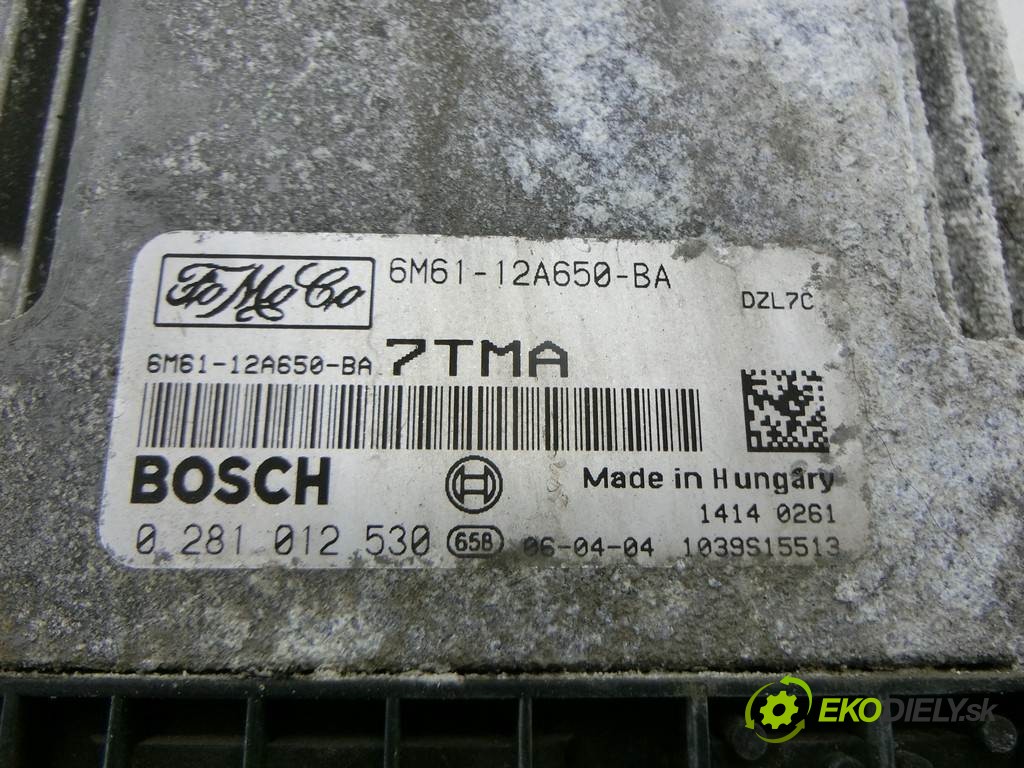 FoMoCo
6M61-12A650-BA
DZL7C
6M61-12A650-BA 7TMA
BOSCH
Made in Hungary
1414 0261
0 281 012 530 658 06-04-04 1039S15513
EKODIELY.sk